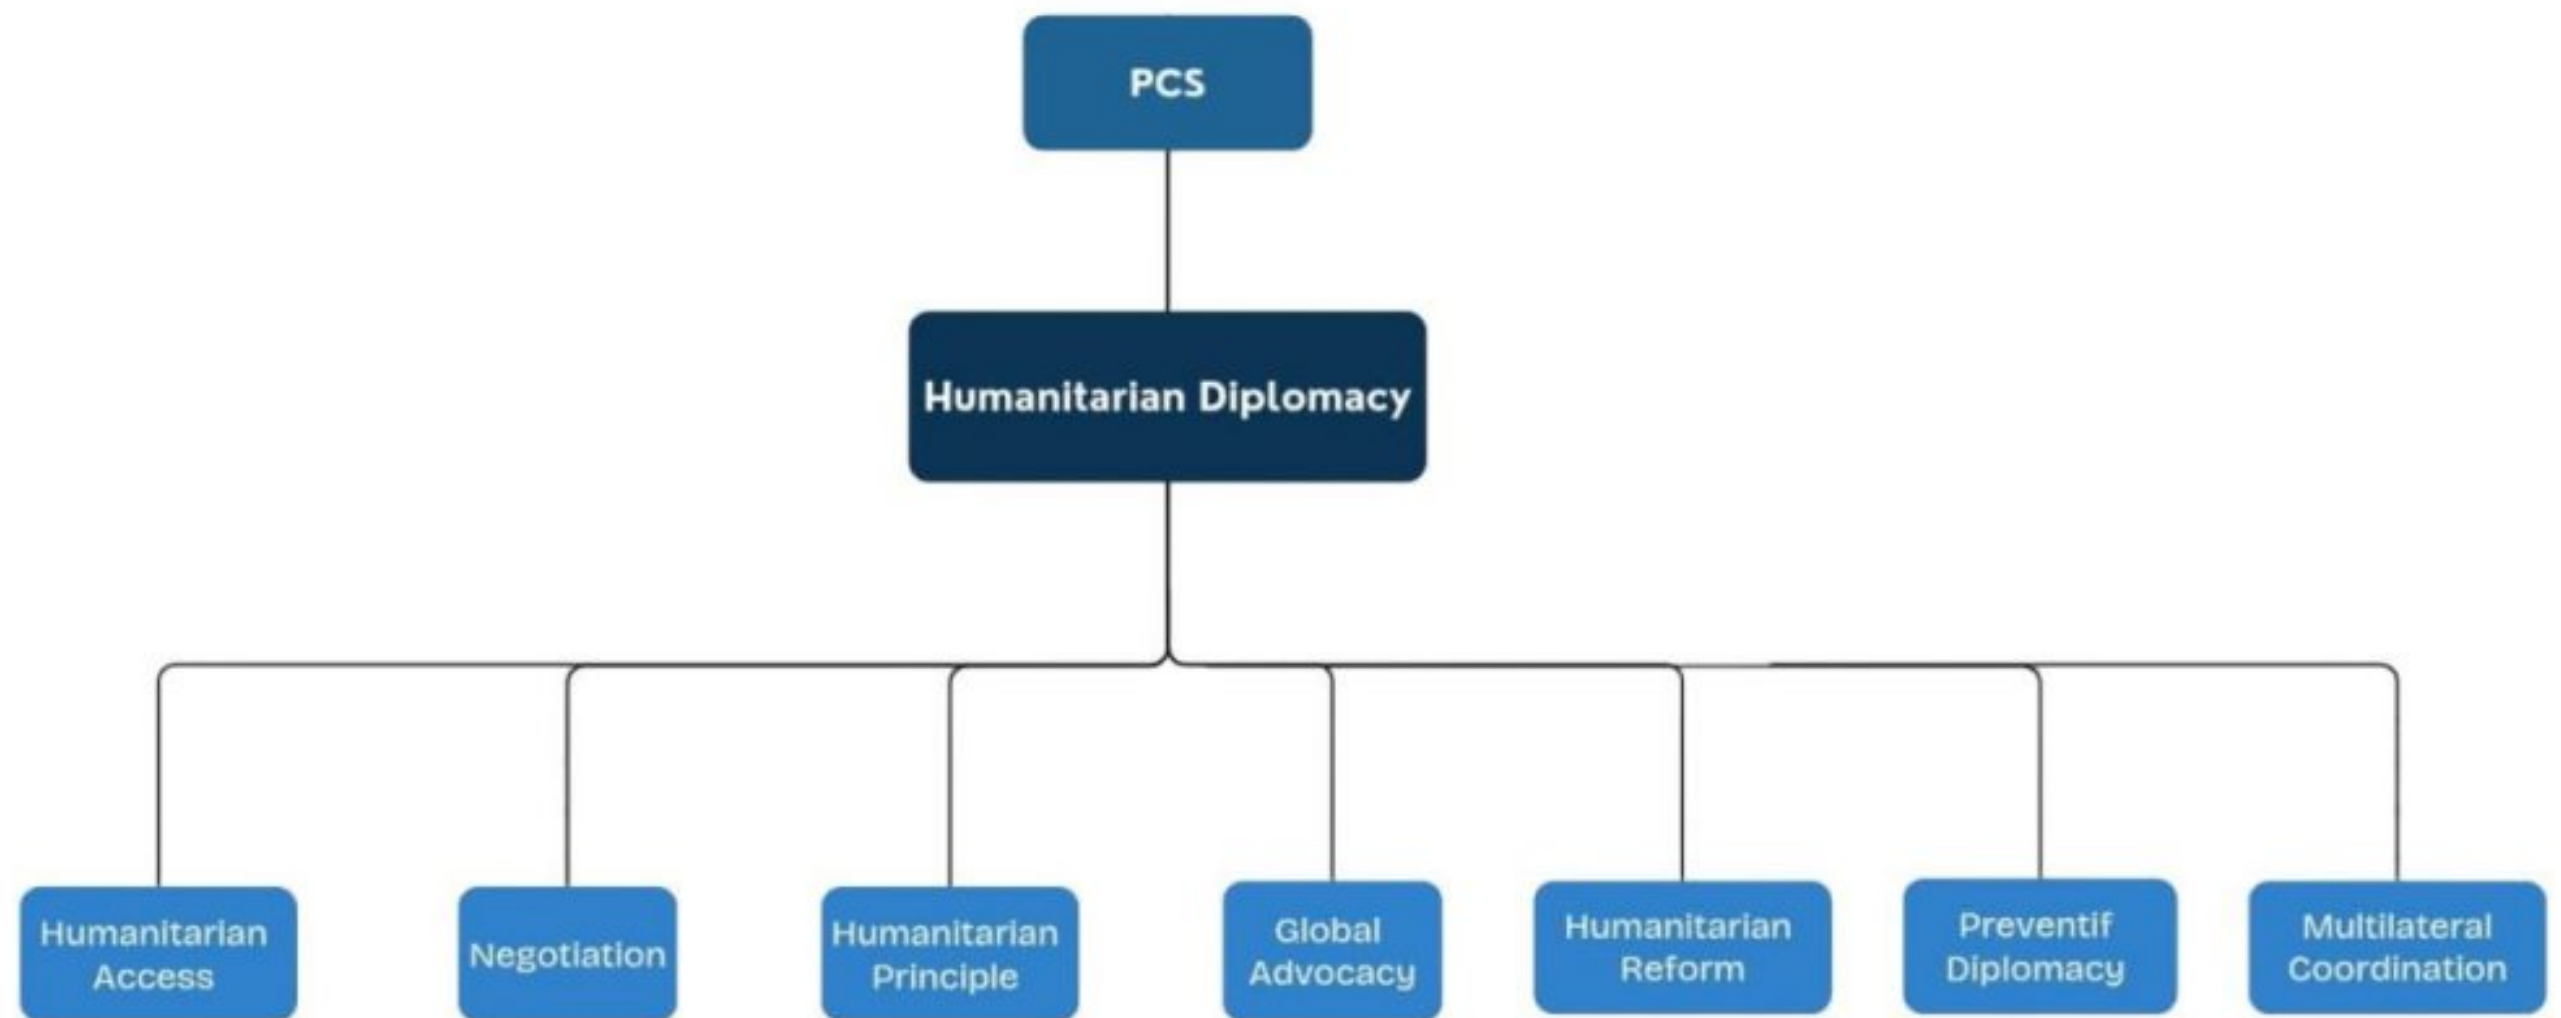 PCS
Humanitarian Diplomacy
Humanitarian
Access
Negotiation
Humanitarian
Principle
Global
Advocacy
Humanitarian
Reform
Preventif
Diplomacy
Multilateral
Coordination